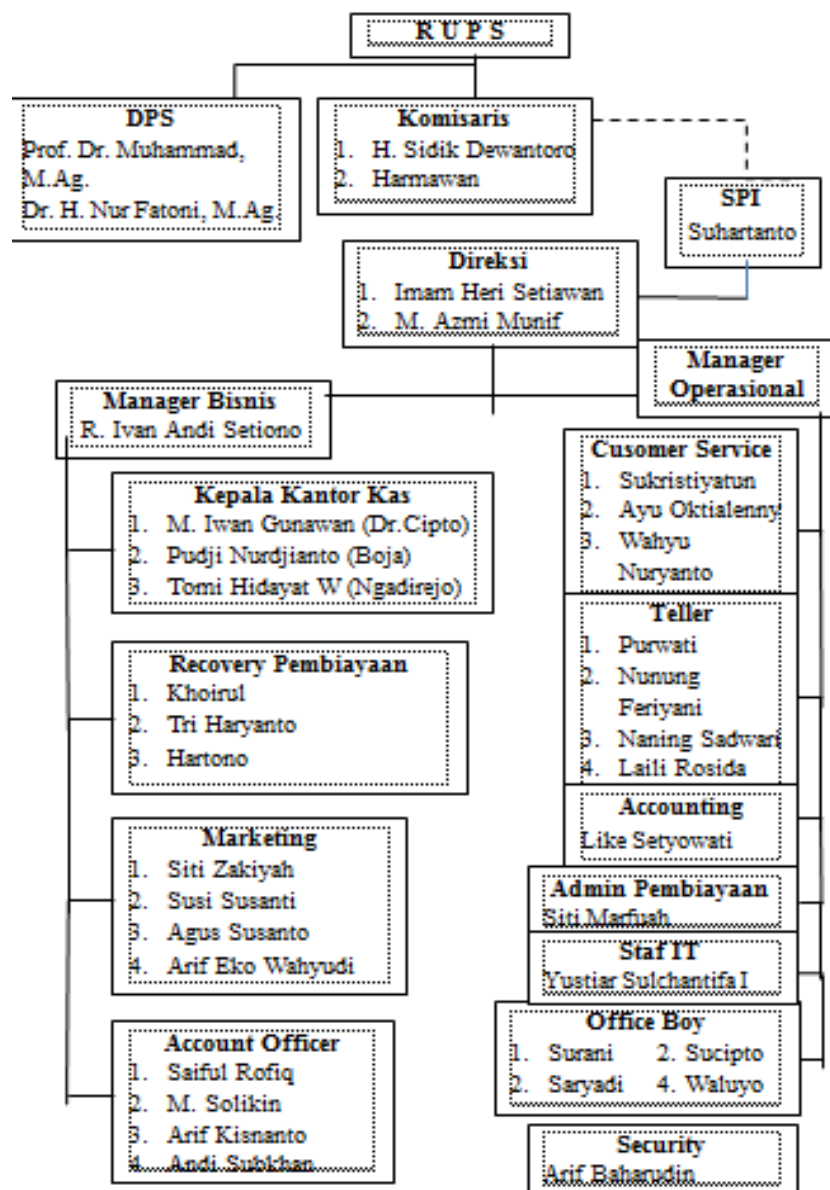 R U P S
DPS
Prof. Dr. Muhammad,
M.Ag.
Dr. H. Nur Fatoni, M.Ag.
Komisaris
1. H. Sidik Dewantoro
2. Harmawan
SPI
Suhartanto
Direksi
1. Imam Heri Setiawan
2. M. Azmi Munif
Manager
Operasional
Manager Bisnis
R. Ivan Andi Setiono
Kepala Kantor Kas
1. M. Iwan Gunawan (Dr.Cipto)
2. Pudji Nurdjianto (Boja)
3. Tomi Hidayat W (Ngadirejo)
Recovery Pembiayaan
1. Khoirul
2. Tri Haryanto
3. Hartono
Marketing
1. Siti Zakiyah
2. Susi Susanti
3. Agus Susanto
4. Arif Eko Wahyudi
Account Officer
1. Saiful Rofiq
2. M. Solikin
3. Arif Kisnanto
4. Andi Subkhan
Cusomer Service
1. Sukristiyatun
2. Ayu Oktialenny
3. Wahyu
Nuryanto
Teller
1. Purwati
2. Nunung
Feriyani
3. Naning Sadwari
4. Laili Rosida
Accounting
Like Setyowati
Admin Pembiayaan
Siti Marfuah
Staf IT
Yustiar Sulchantifa I
Office Boy
1. Surani 2. Sucipto
2. Saryadi 4. Waluyo
Security
Arif Baharudin